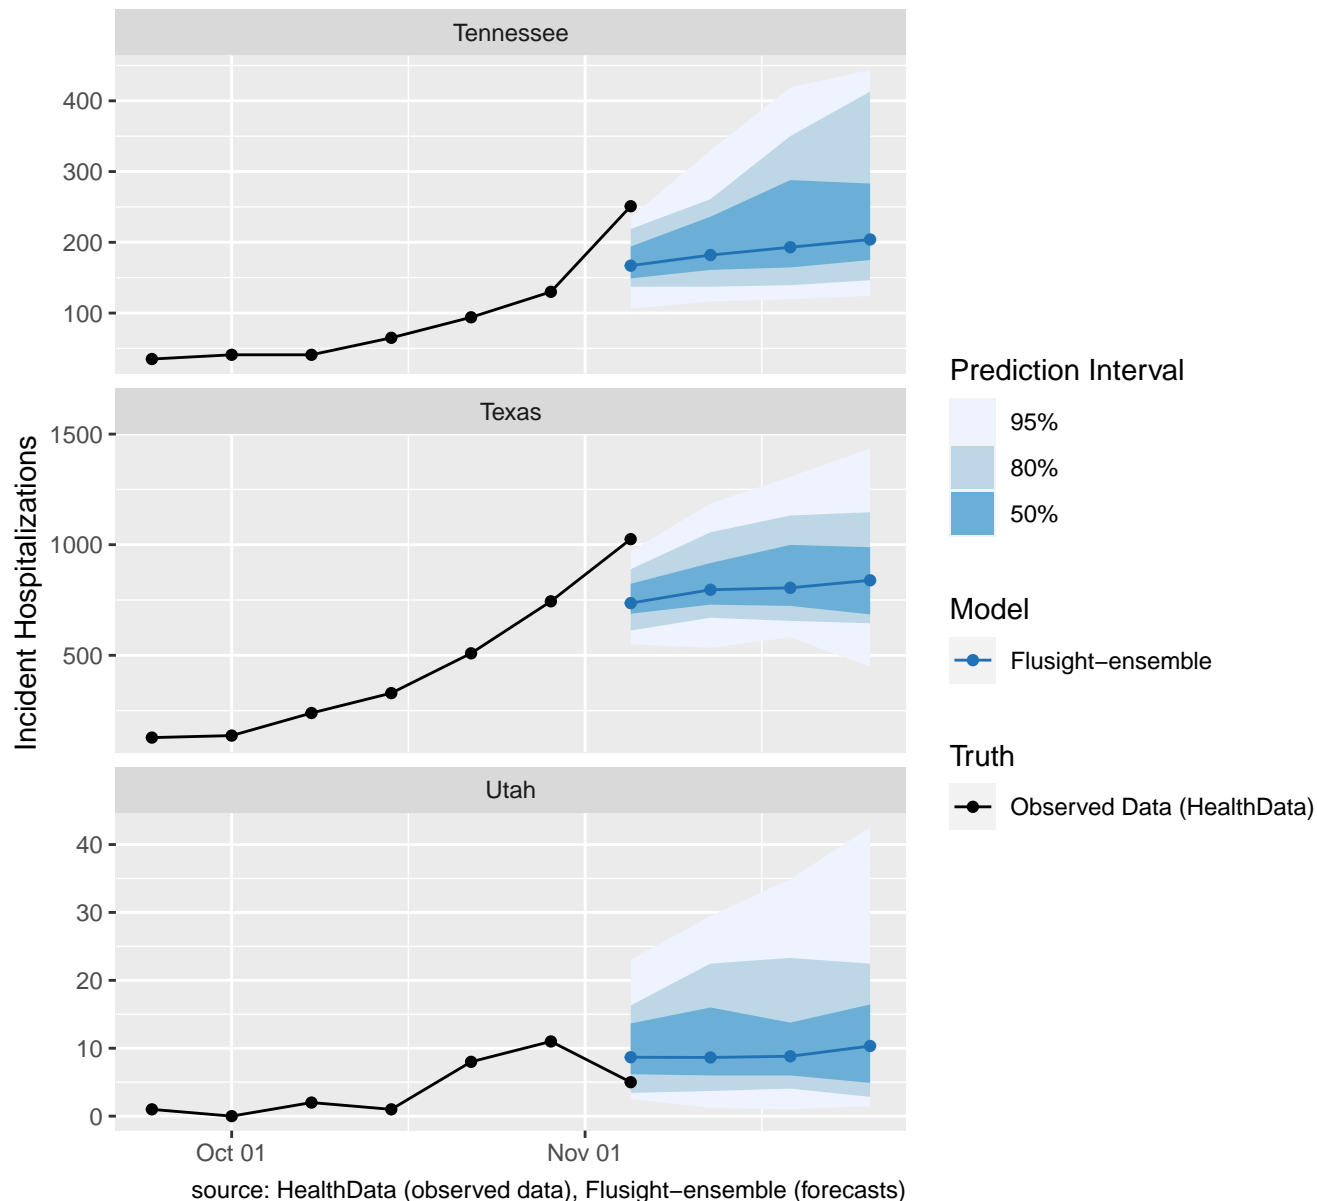 Tennessee
400
300
200
100
Texas
1500
1000
500
Utah
40
30
20
10
0
Oct 01
Nov 01
Incident Hospitalizations
source: HealthData (observed data), Flusight−ensemble (forecasts)
Prediction Interval
95%
80%
50%
Model
Flusight−ensemble
Truth
Observed Data (HealthData)